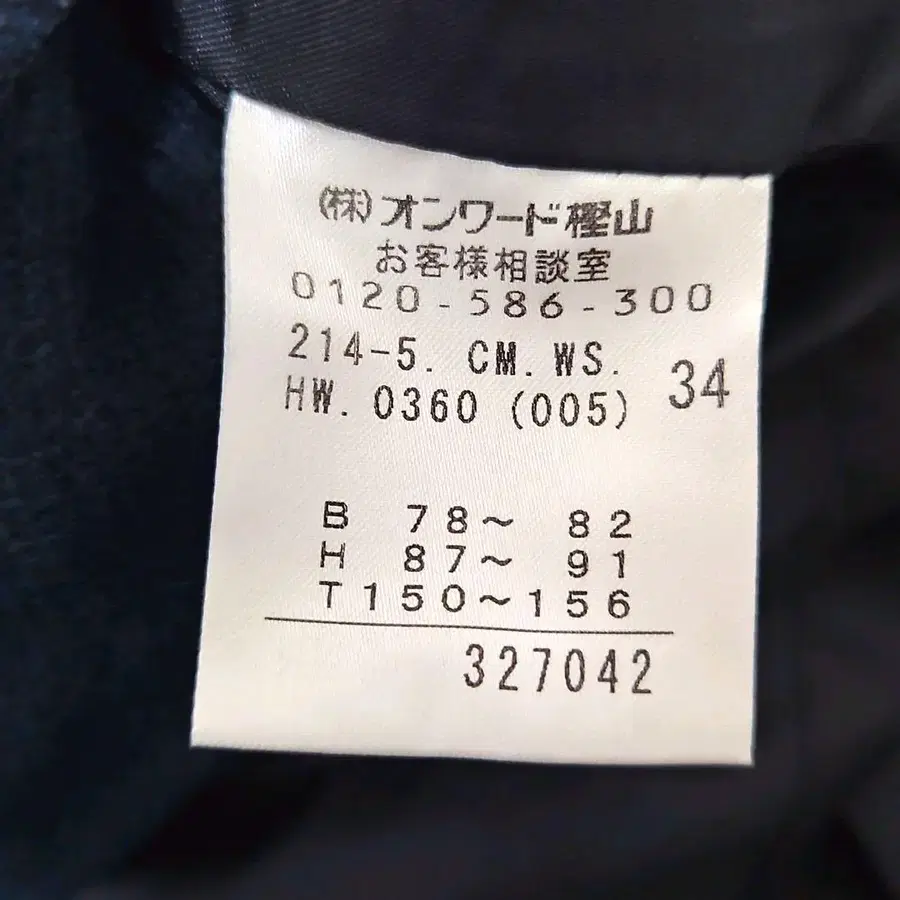 (株)オンワード樫山
お客様相談室
0120-586-300
214-5. CM.WS.
HW. 0360 (005) 34
B 78~ 82
H 87~ 91
T150~156
327042